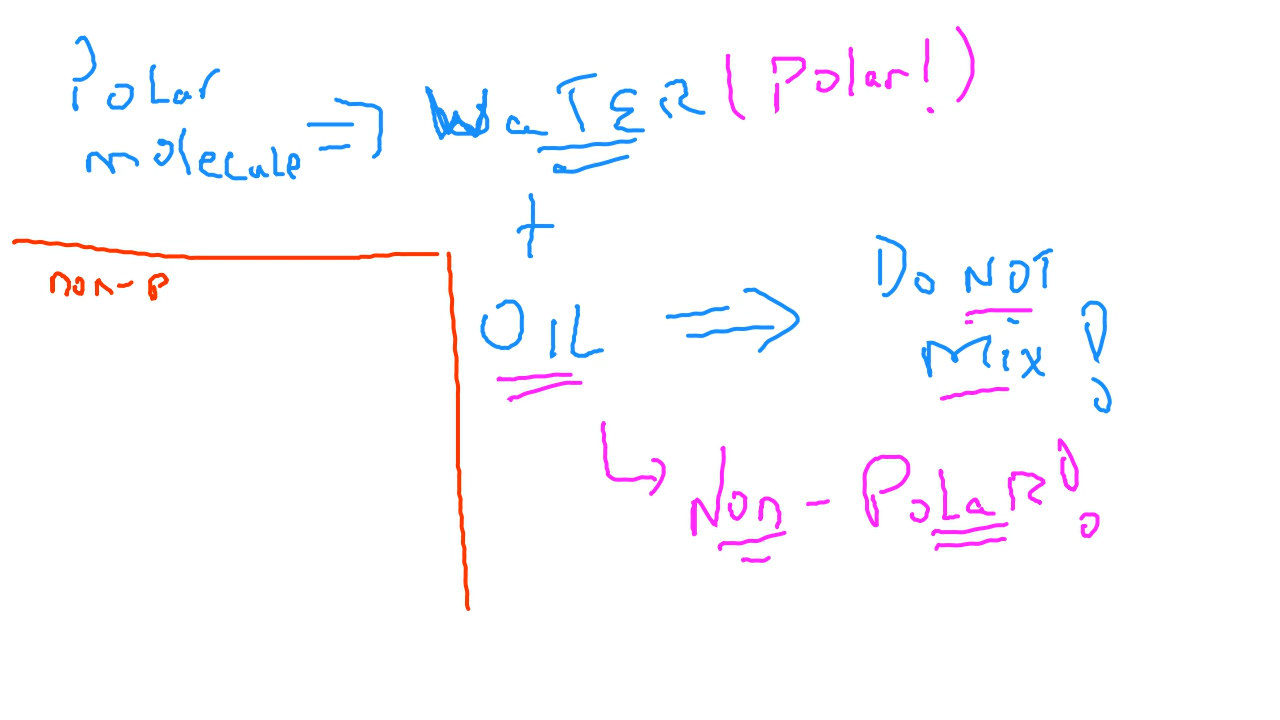 Polar
molecule => WaTER (Polar!)
+
non-p
OIL => Do NOT
Mix!
Non-PolaR!